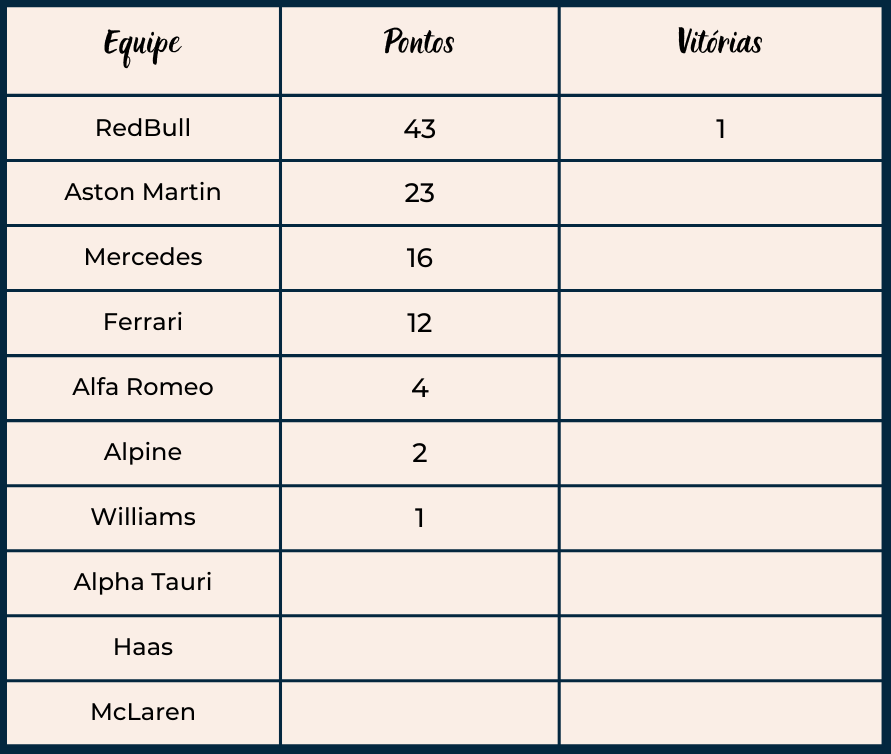 Equipe Pontos Vitórias
RedBull 43 1
Aston Martin 23
Mercedes 16
Ferrari 12
Alfa Romeo 4
Alpine 2
Williams 1
Alpha Tauri
Haas
McLaren